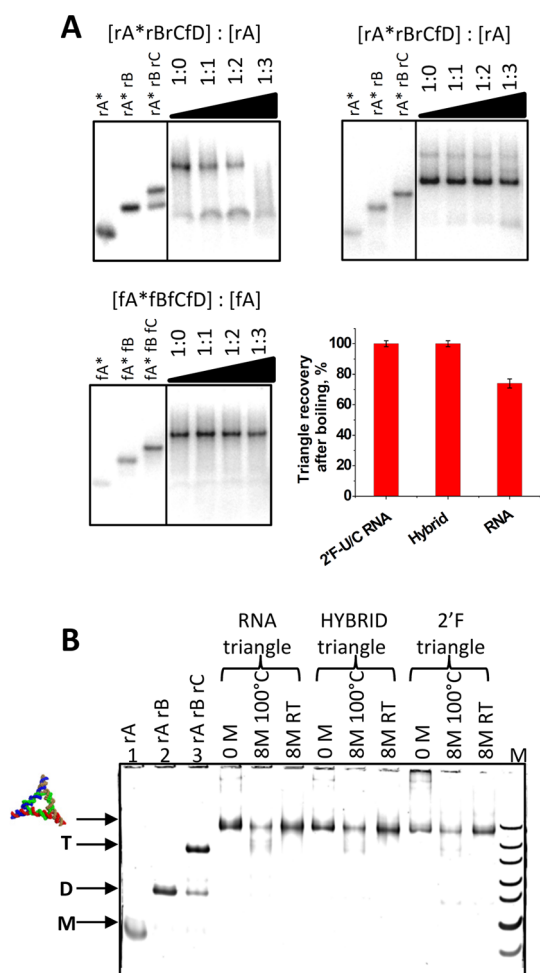 A
[rA*rBrCfD] : [rA]
rA*
rA* rB
rA* rB rC
1:0
1:1
1:2
1:3
[rA*rBrCfD] : [rA]
rA*
rA* rB
rA* rB rC
1:0
1:1
1:2
1:3
[fA*fBfCfD] : [fA]
fA*
fA* fB
fA* fB fC
1:0
1:1
1:2
1:3
Triangle recovery
after boiling, %
100
80
60
40
20
0
2'F-U/C RNA
Hybrid
RNA
B
RNA
triangle
HYBRID
triangle
2'F
triangle
rA
rA rB
rA rB rC
0 M
8M 100°C
8M RT
0 M
8M 100°C
8M RT
0 M
8M 100°C
8M RT
M
1
2
3
T
D
M